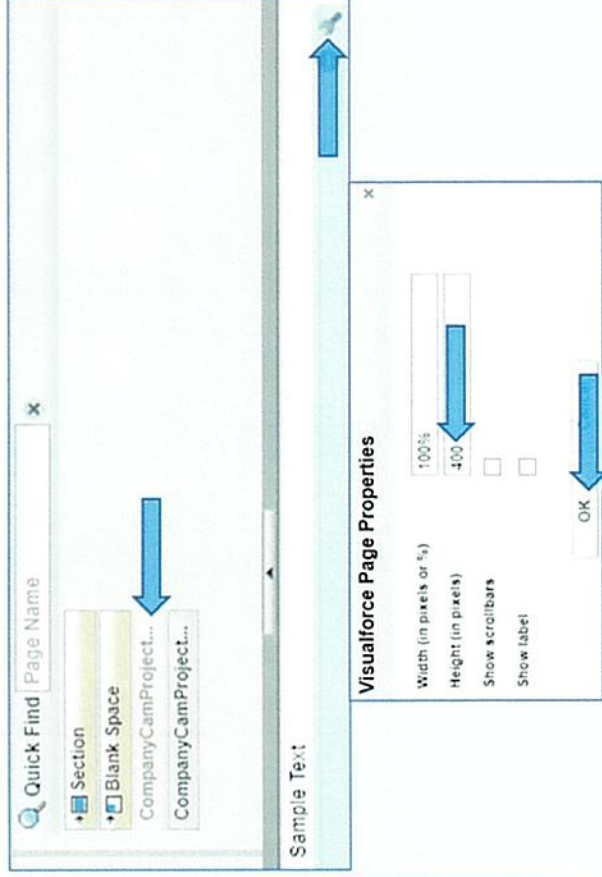 Quick Find Page Name
Section
Blank Space
CompanyCamProject...
CompanyCamProject...
Sample Text
Visualforce Page Properties
Width (in pixels or %) 100%
Height (in pixels) 400
Show scrollbars
Show label
OK